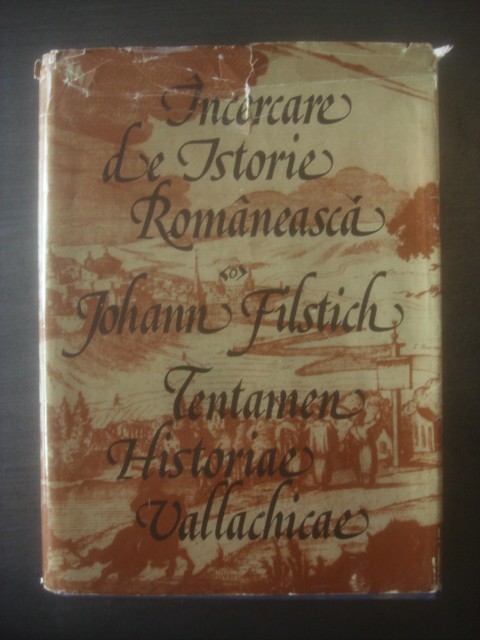 Încercare
de Istorie
Românească
Johann Filstich
Tentamen
Historiae
Vallachicae